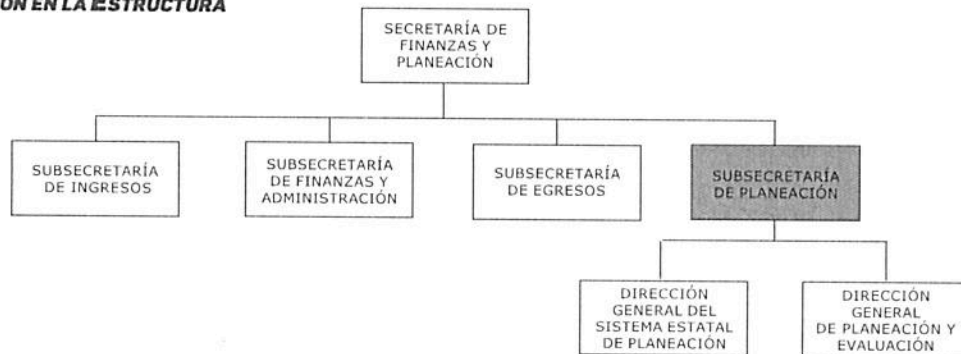 ÓN EN LA ESTRUCTURA
SECRETARÍA DE
FINANZAS Y
PLANEACIÓN
SUBSECRETARÍA
DE INGRESOS
SUBSECRETARÍA
DE FINANZAS Y
ADMINISTRACIÓN
SUBSECRETARÍA
DE EGRESOS
SUBSECRETARÍA
DE PLANEACIÓN
DIRECCIÓN
GENERAL DEL
SISTEMA ESTATAL
DE PLANEACIÓN
DIRECCIÓN
GENERAL
DE PLANEACIÓN Y
EVALUACIÓN